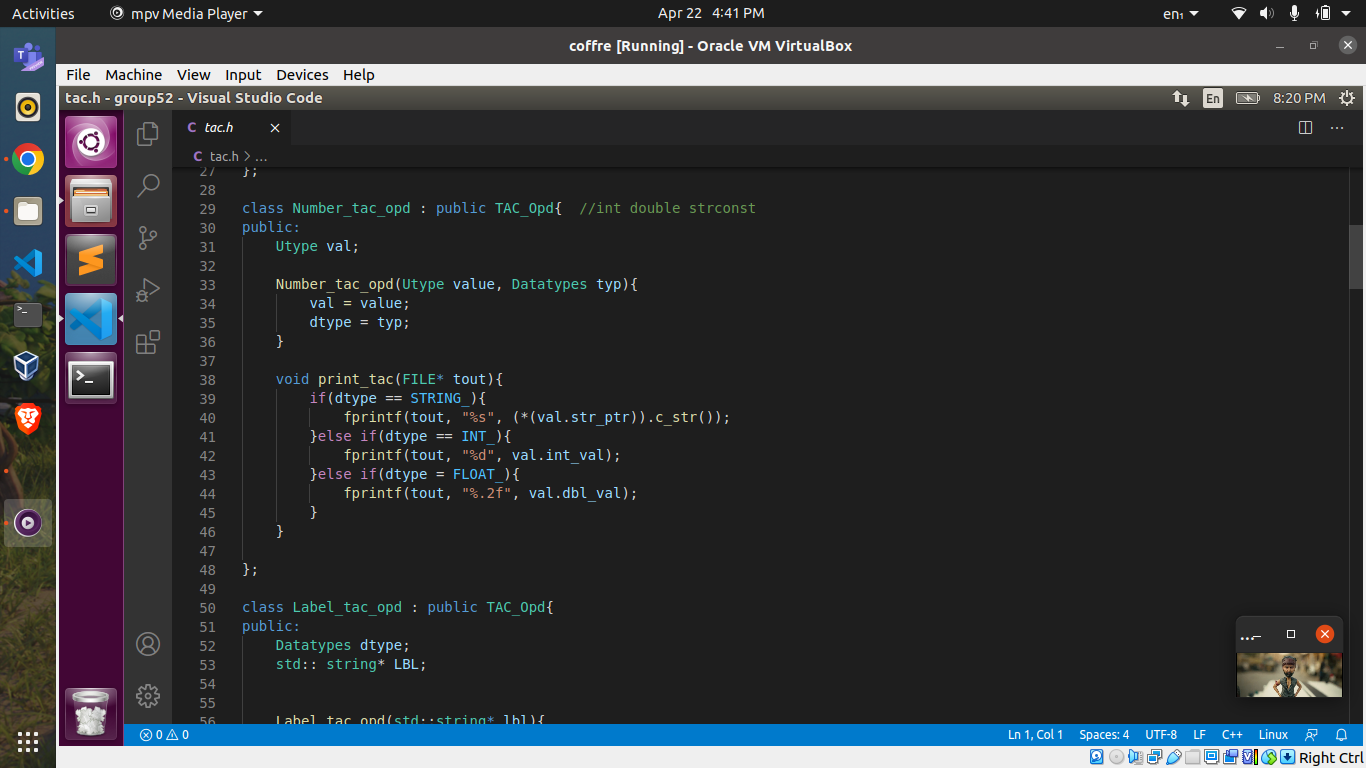 Activities mpv Media Player Apr 22 4:41 PM en₁
coffre [Running] - Oracle VM VirtualBox
File Machine View Input Devices Help
tac.h - group52 - Visual Studio Code En 8:20 PM
C tac.h
C tac.h > ...
27 };
28
29 class Number_tac_opd : public TAC_Opd{ //int double strconst
30 public:
31 Utype val;
32
33 Number_tac_opd(Utype value, Datatypes typ){
34 val = value;
35 dtype = typ;
36 }
37
38 void print_tac(FILE* tout){
39 if(dtype == STRING_){
40 fprintf(tout, "%s", (*(val.str_ptr)).c_str());
41 }else if(dtype == INT_){
42 fprintf(tout, "%d", val.int_val);
43 }else if(dtype = FLOAT_){
44 fprintf(tout, "%.2f", val.dbl_val);
45 }
46 }
47
48 };
49
50 class Label_tac_opd : public TAC_Opd{
51 public:
52 Datatypes dtype;
53 std:: string* LBL;
54
55
56 Label_tac_opd(std::string* lbl){
...
0 0 Ln 1, Col 1 Spaces: 4 UTF-8 LF C++ Linux
Right Ctrl